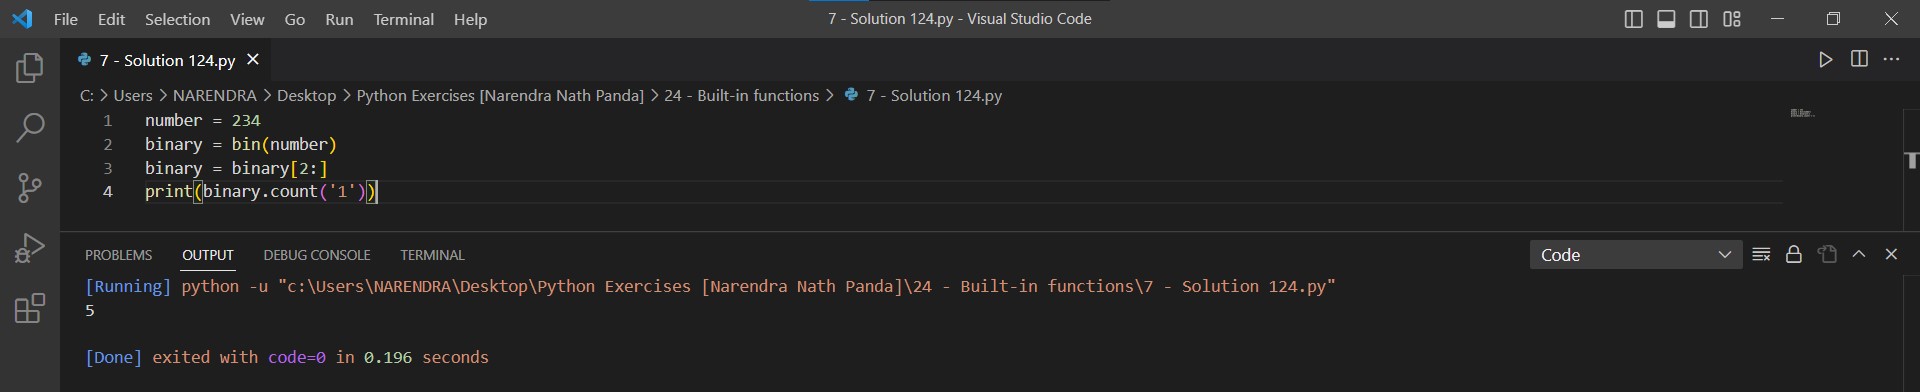 File Edit Selection View Go Run Terminal Help 7 - Solution 124.py - Visual Studio Code
7 - Solution 124.py
C: > Users > NARENDRA > Desktop > Python Exercises [Narendra Nath Panda] > 24 - Built-in functions > 7 - Solution 124.py
1 number = 234
2 binary = bin(number)
3 binary = binary[2:]
4 print(binary.count('1'))
PROBLEMS OUTPUT DEBUG CONSOLE TERMINAL Code
[Running] python -u "c:\Users\NARENDRA\Desktop\Python Exercises [Narendra Nath Panda]\24 - Built-in functions\7 - Solution 124.py"
5
[Done] exited with code=0 in 0.196 seconds